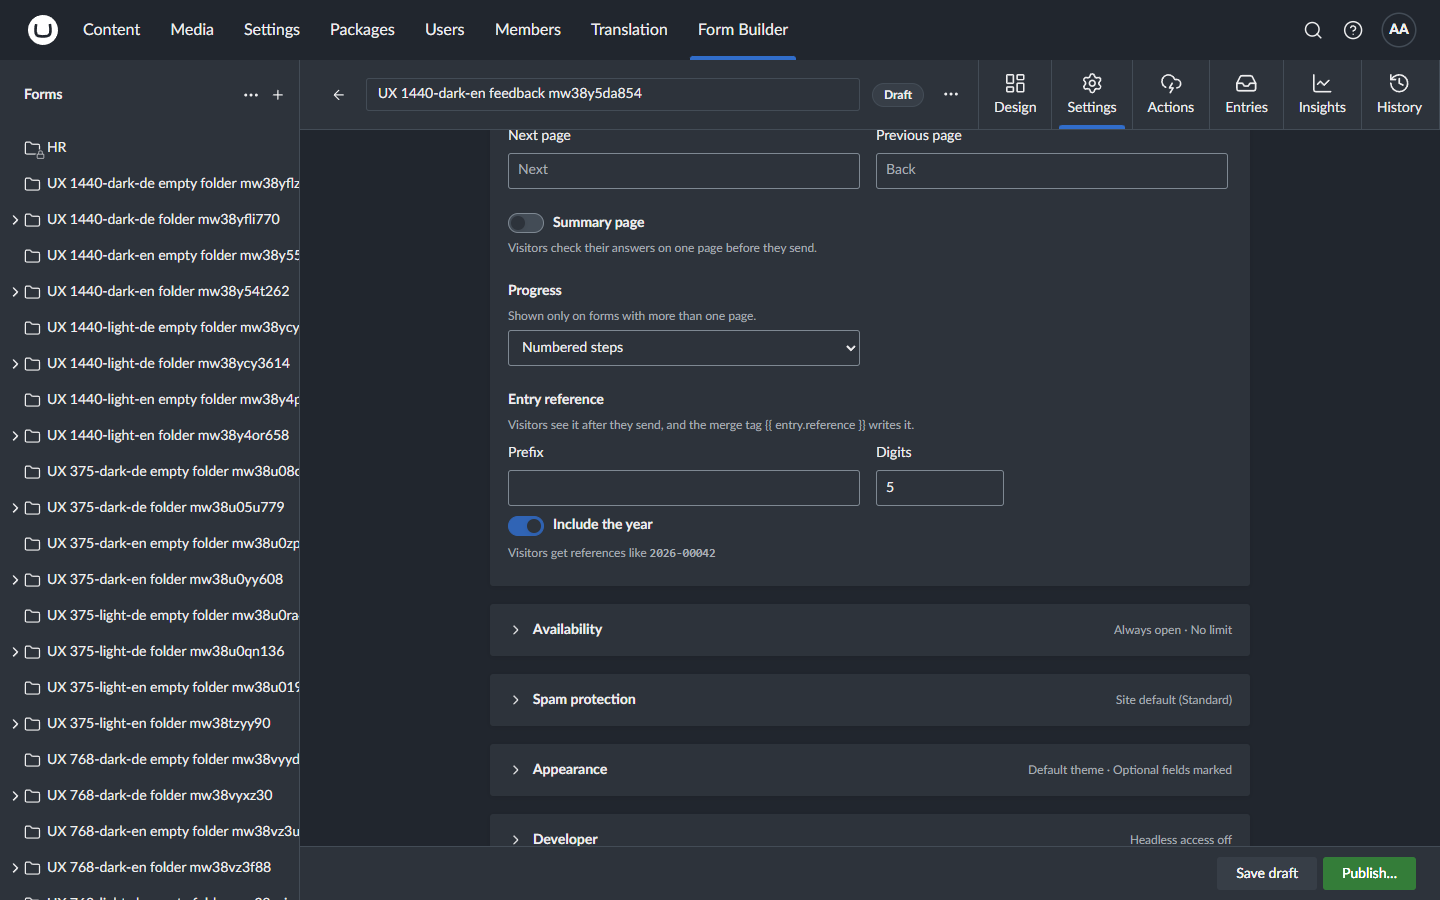 Content
Media
Settings
Packages
Users
Members
Translation
Form Builder
AA
Forms
HR
UX 1440-dark-de empty folder mw38yflz
UX 1440-dark-de folder mw38yfli770
UX 1440-dark-en empty folder mw38y55
UX 1440-dark-en folder mw38y54t262
UX 1440-light-de empty folder mw38ycy
UX 1440-light-de folder mw38ycy3614
UX 1440-light-en empty folder mw38y4p
UX 1440-light-en folder mw38y4or658
UX 375-dark-de empty folder mw38u08c
UX 375-dark-de folder mw38u05u779
UX 375-dark-en empty folder mw38u0zp
UX 375-dark-en folder mw38u0yy608
UX 375-light-de empty folder mw38u0ra
UX 375-light-de folder mw38u0qn136
UX 375-light-en empty folder mw38u019
UX 375-light-en folder mw38tzyy90
UX 768-dark-de empty folder mw38vyyd
UX 768-dark-de folder mw38vyxz30
UX 768-dark-en empty folder mw38vz3u
UX 768-dark-en folder mw38vz3f88
UX 1440-dark-en feedback mw38y5da854
Draft
Design
Settings
Actions
Entries
Insights
History
Next page
Previous page
Next
Back
Summary page
Visitors check their answers on one page before they send.
Progress
Shown only on forms with more than one page.
Numbered steps
Entry reference
Visitors see it after they send, and the merge tag {{ entry.reference }} writes it.
Prefix
Digits
5
Include the year
Visitors get references like 2026-00042
Availability
Always open · No limit
Spam protection
Site default (Standard)
Appearance
Default theme · Optional fields marked
Developer
Headless access off
Save draft
Publish...